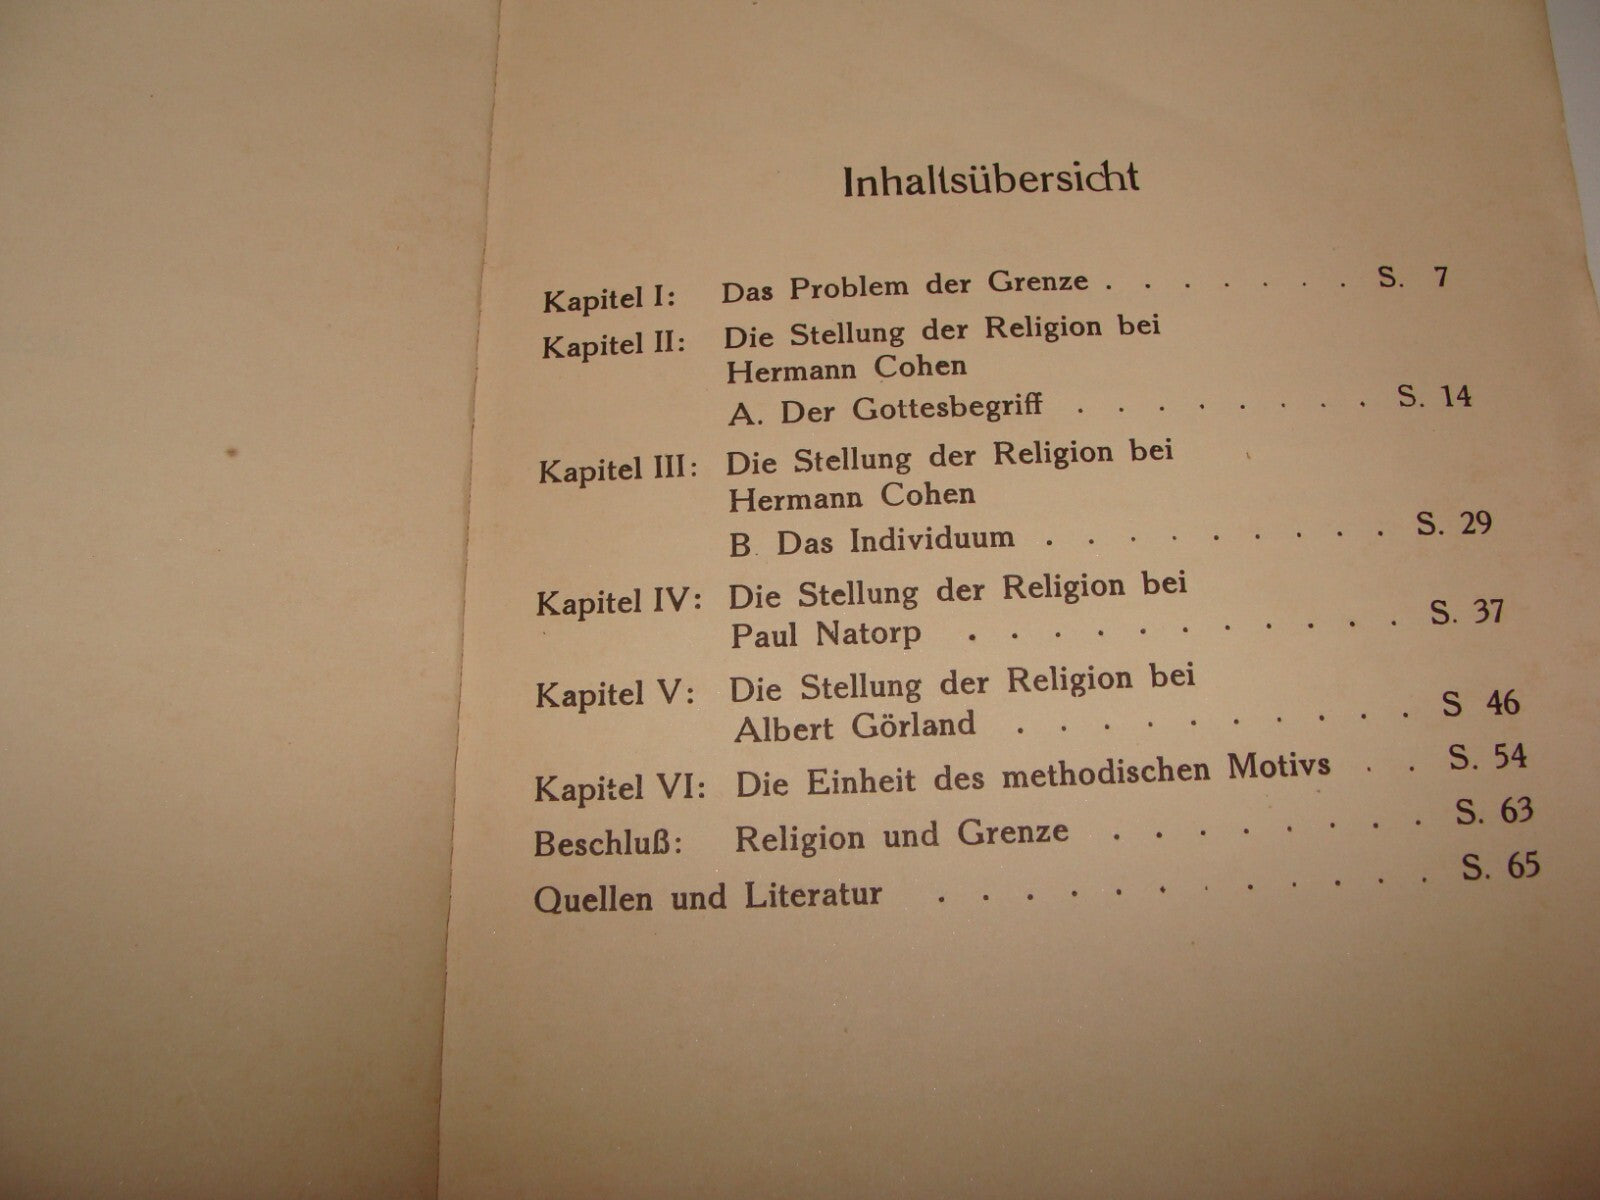 Inhaltsübersicht
Kapitel I: Das Problem der Grenze . . . . . . . S. 7
Kapitel II: Die Stellung der Religion bei
Hermann Cohen
A. Der Gottesbegriff . . . . . . . . S. 14
Kapitel III: Die Stellung der Religion bei
Hermann Cohen
B. Das Individuum . . . . . . . . . S. 29
Kapitel IV: Die Stellung der Religion bei
Paul Natorp . . . . . . . . . . . S. 37
Kapitel V: Die Stellung der Religion bei
Albert Görland . . . . . . . . . . S 46
Kapitel VI: Die Einheit des methodischen Motivs . . S. 54
Beschluß: Religion und Grenze . . . . . . . . S. 63
Quellen und Literatur . . . . . . . . . . . . S. 65